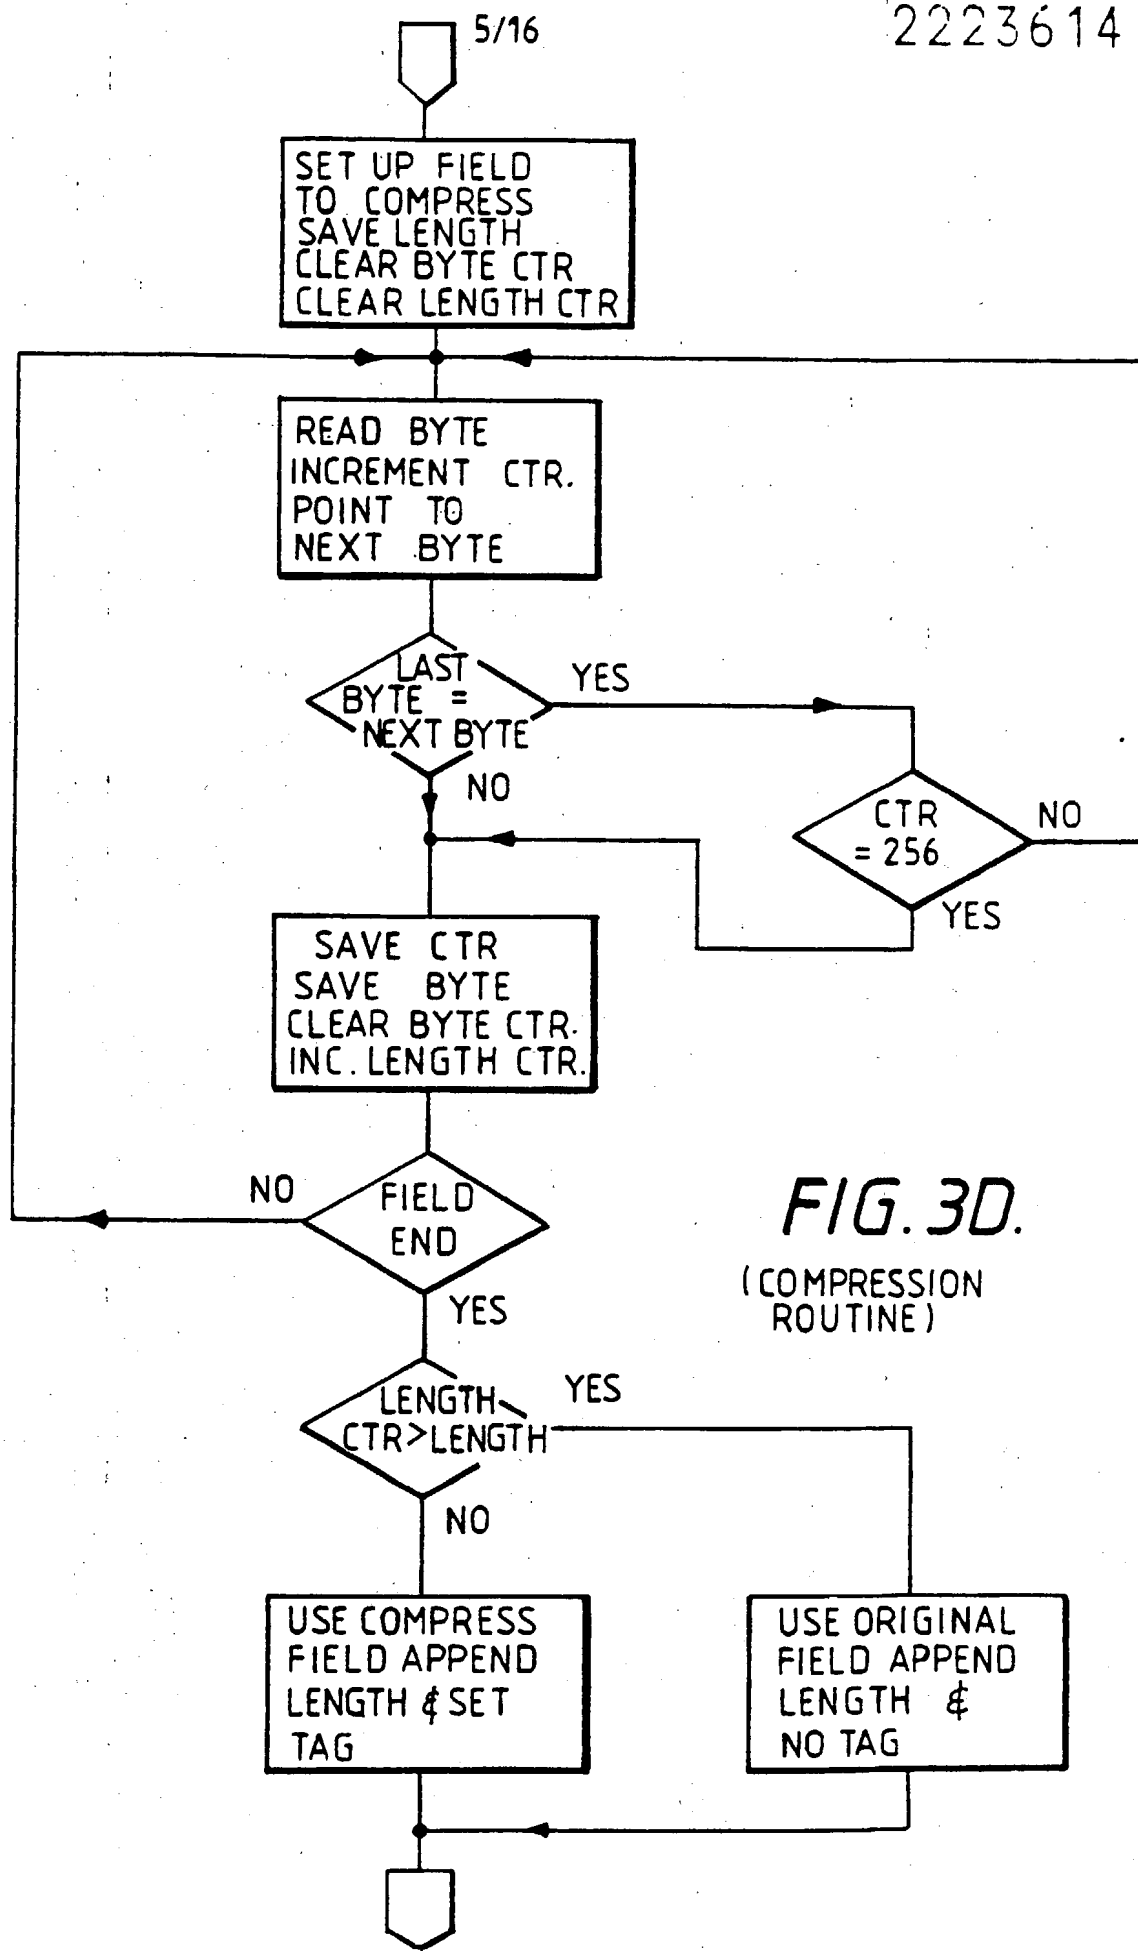 5/16
2223614
SET UP FIELD
TO COMPRESS
SAVE LENGTH
CLEAR BYTE CTR
CLEAR LENGTH CTR
READ BYTE
INCREMENT CTR.
POINT TO
NEXT BYTE
LAST
BYTE =
NEXT BYTE
YES
NO
CTR
= 256
NO
YES
SAVE CTR
SAVE BYTE
CLEAR BYTE CTR.
INC. LENGTH CTR.
FIELD
END
NO
YES
FIG. 3D.
(COMPRESSION
ROUTINE)
LENGTH
CTR>LENGTH
YES
NO
USE COMPRESS
FIELD APPEND
LENGTH & SET
TAG
USE ORIGINAL
FIELD APPEND
LENGTH &
NO TAG